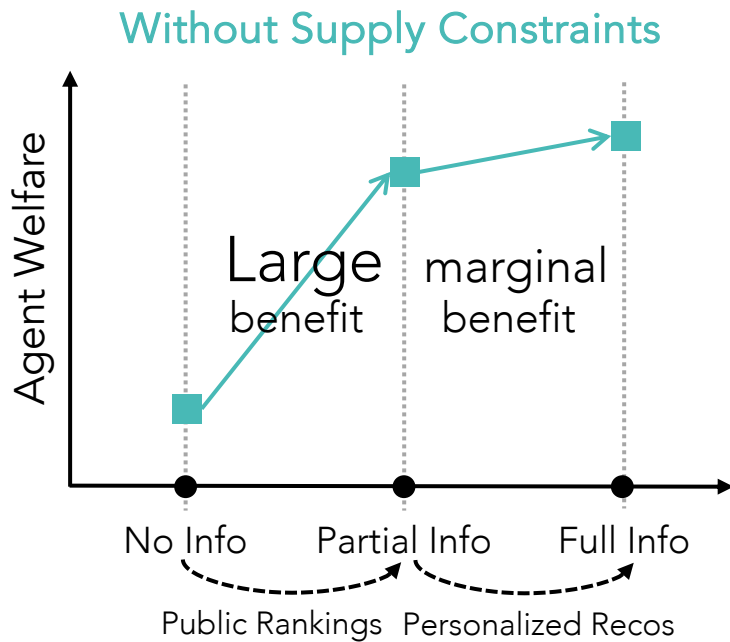 Without Supply Constraints
Agent Welfare
Large
benefit
marginal
benefit
No Info
Partial Info
Full Info
Public Rankings
Personalized Recos